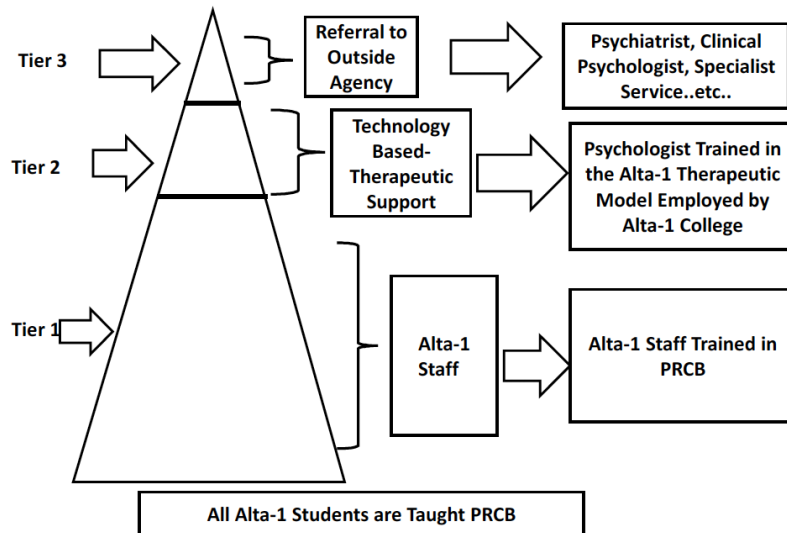 Tier 3
Referral to
Outside
Agency
Psychiatrist, Clinical
Psychologist, Specialist
Service..etc..
Tier 2
Technology
Based-
Therapeutic
Support
Psychologist Trained in
the Alta-1 Therapeutic
Model Employed by
Alta-1 College
Tier 1
Alta-1
Staff
Alta-1 Staff Trained in
PRCB
All Alta-1 Students are Taught PRCB